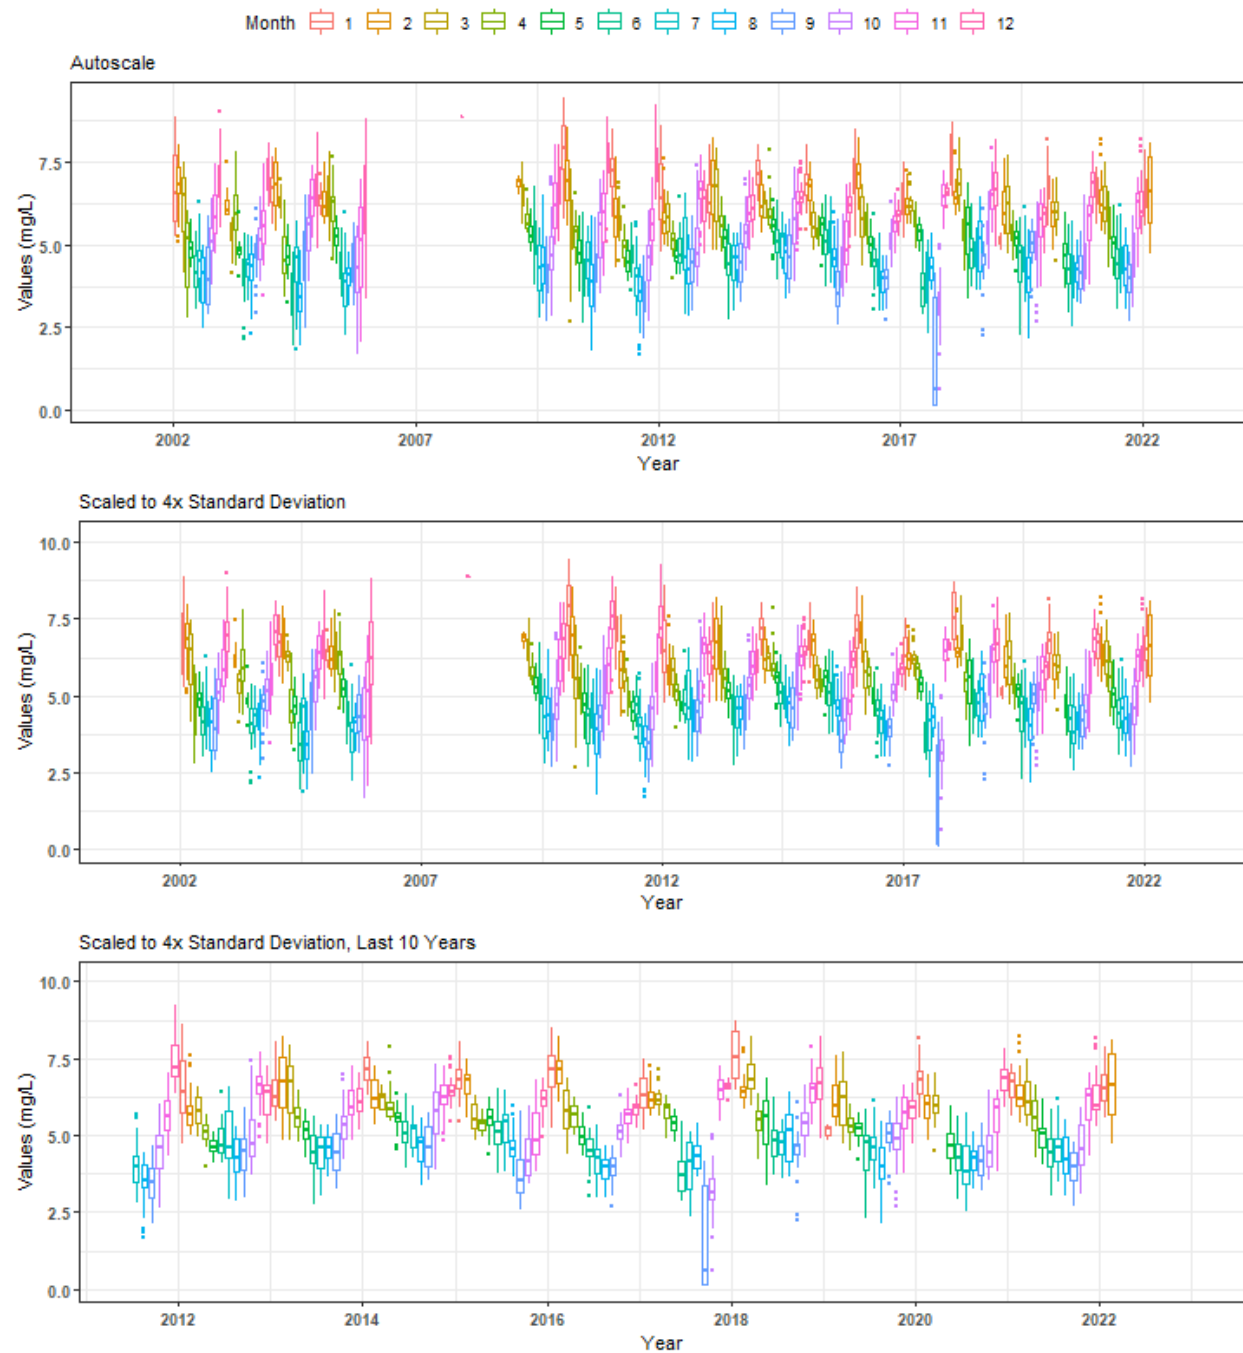 Month 1 2 3 4 5 6 7 8 9 10 11 12
Autoscale
7.5
5.0
2.5
0.0
Values (mg/L)
2002 2007 2012 2017 2022
Year
Scaled to 4x Standard Deviation
10.0
7.5
5.0
2.5
0.0
Values (mg/L)
2002 2007 2012 2017 2022
Year
Scaled to 4x Standard Deviation, Last 10 Years
10.0
7.5
5.0
2.5
0.0
Values (mg/L)
2012 2014 2016 2018 2020 2022
Year